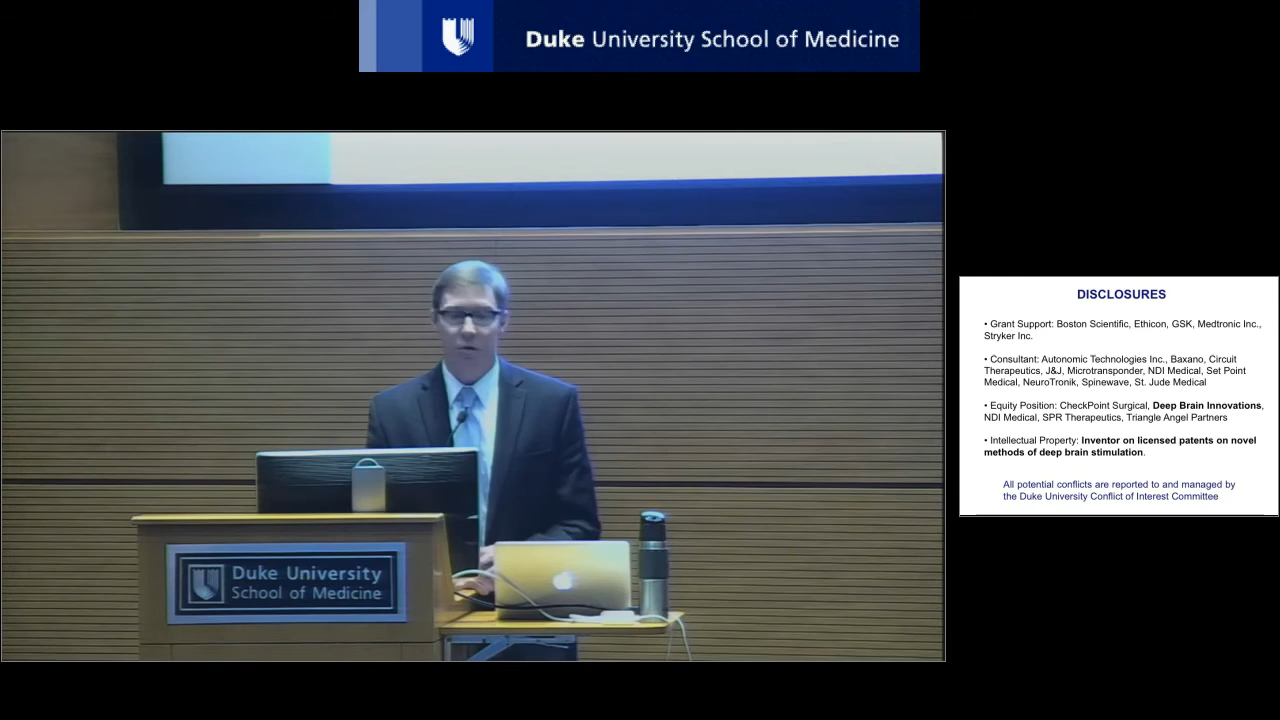 Duke University School of Medicine
Duke University
School of Medicine
DISCLOSURES
• Grant Support: Boston Scientific, Ethicon, GSK, Medtronic Inc.,
Stryker Inc.
• Consultant: Autonomic Technologies Inc., Baxano, Circuit
Therapeutics, J&J, Microtransponder, NDI Medical, Set Point
Medical, NeuroTronik, Spinewave, St. Jude Medical
• Equity Position: CheckPoint Surgical, Deep Brain Innovations,
NDI Medical, SPR Therapeutics, Triangle Angel Partners
• Intellectual Property: Inventor on licensed patents on novel
methods of deep brain stimulation.
All potential conflicts are reported to and managed by
the Duke University Conflict of Interest Committee